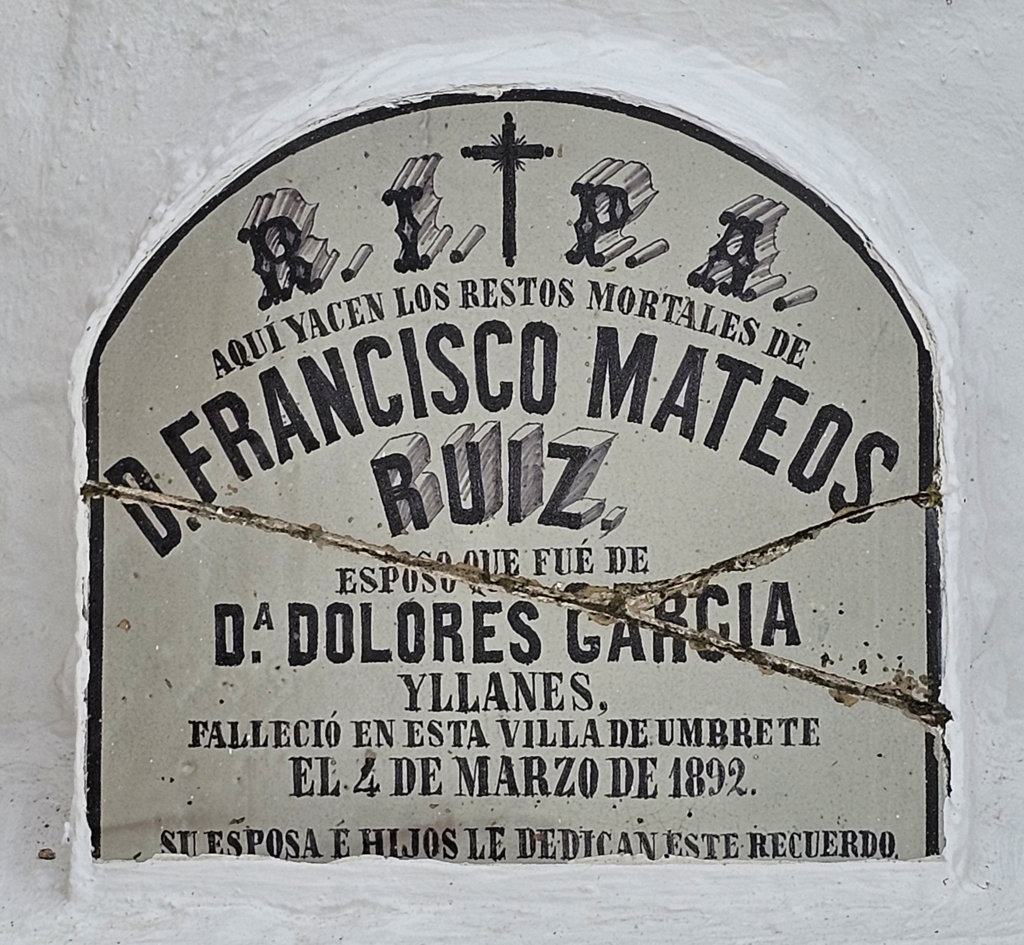 R. I. P. A.
AQUÍ YACEN LOS RESTOS MORTALES DE
D. FRANCISCO MATEOS
RUIZ.
ESPOSO QUE FUÉ DE
D.ª DOLORES GARCIA
YLLANES,
FALLECIÓ EN ESTA VILLA DE UMBRETE
EL 4 DE MARZO DE 1892.
SU ESPOSA É HIJOS LE DEDICAN ESTE RECUERDO.